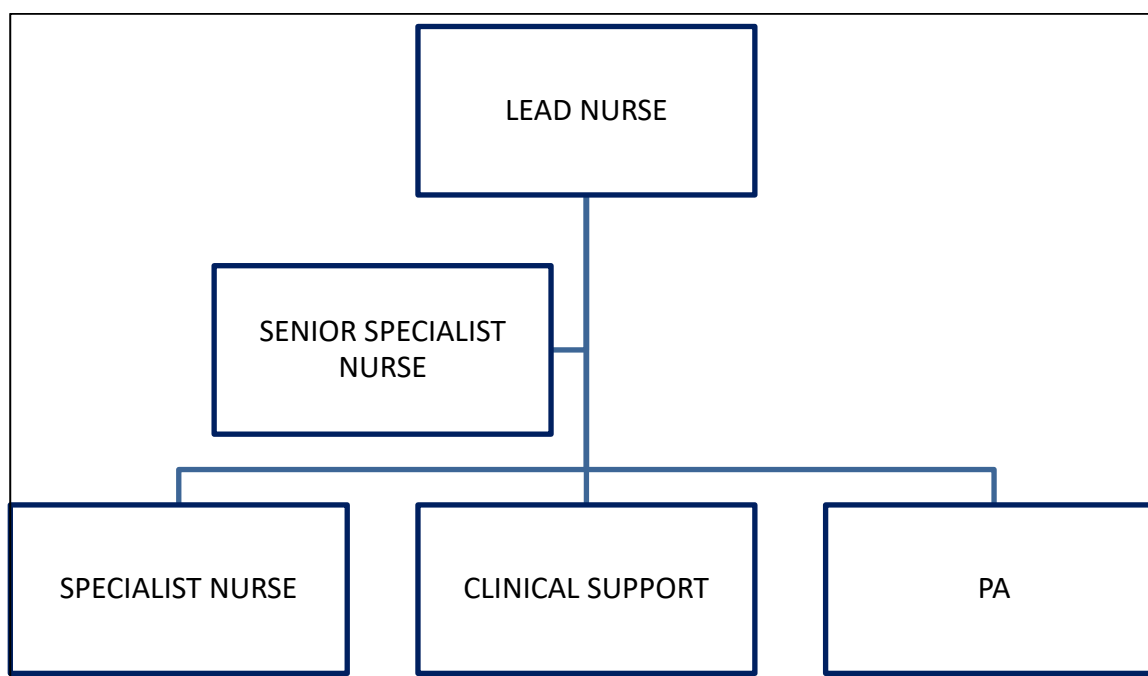 LEAD NURSE
SENIOR SPECIALIST
NURSE
SPECIALIST NURSE
CLINICAL SUPPORT
PA